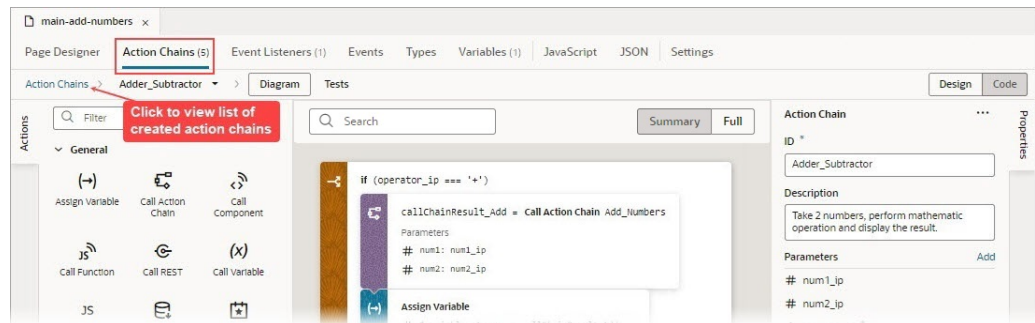 main-add-numbers ×
Page Designer Action Chains (5) Event Listeners (1) Events Types Variables (1) JavaScript JSON Settings
Action Chains > Adder_Subtractor > Diagram Tests Design Code
Click to view list of
created action chains
Actions
Filter
General
Assign Variable
Call Action
Chain
Call
Component
JS
Call Function
Call REST
(x)
Call Variable
JS
Search
Summary Full
if (operator_ip === '+')
callChainResult_Add = Call Action Chain Add_Numbers
Parameters
# num1: num1_ip
# num2: num2_ip
Assign Variable
Action Chain ...
ID *
Adder_Subtractor
Description
Take 2 numbers, perform mathematic
operation and display the result.
Parameters Add
# num1_ip
# num2_ip
Properties